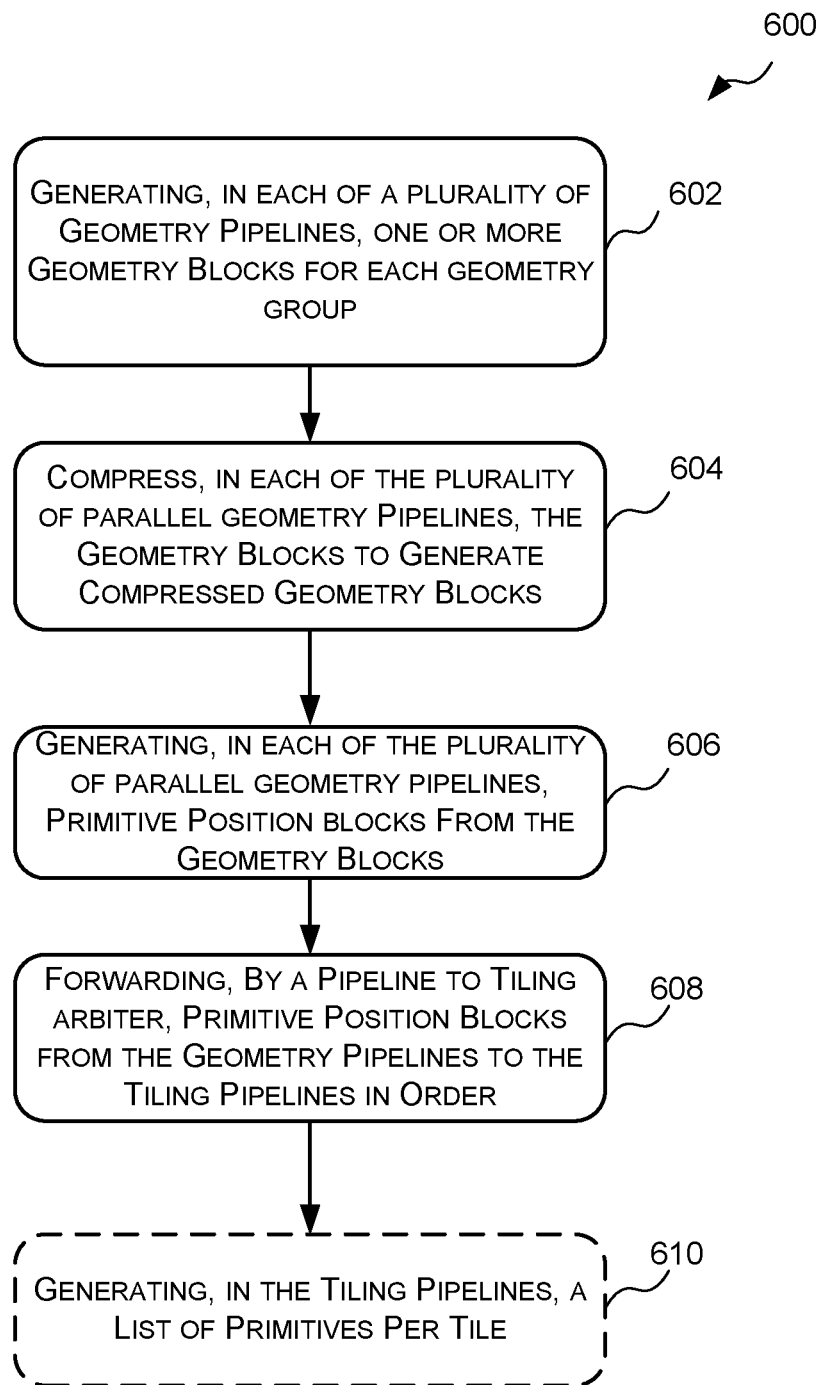 600
GENERATING, IN EACH OF A PLURALITY OF
GEOMETRY PIPELINES, ONE OR MORE
GEOMETRY BLOCKS FOR EACH GEOMETRY
GROUP
602
COMPRESS, IN EACH OF THE PLURALITY
OF PARALLEL GEOMETRY PIPELINES, THE
GEOMETRY BLOCKS TO GENERATE
COMPRESSED GEOMETRY BLOCKS
604
GENERATING, IN EACH OF THE PLURALITY
OF PARALLEL GEOMETRY PIPELINES,
PRIMITIVE POSITION BLOCKS FROM THE
GEOMETRY BLOCKS
606
FORWARDING, BY A PIPELINE TO TILING
ARBITER, PRIMITIVE POSITION BLOCKS
FROM THE GEOMETRY PIPELINES TO THE
TILING PIPELINES IN ORDER
608
GENERATING, IN THE TILING PIPELINES, A
LIST OF PRIMITIVES PER TILE
610